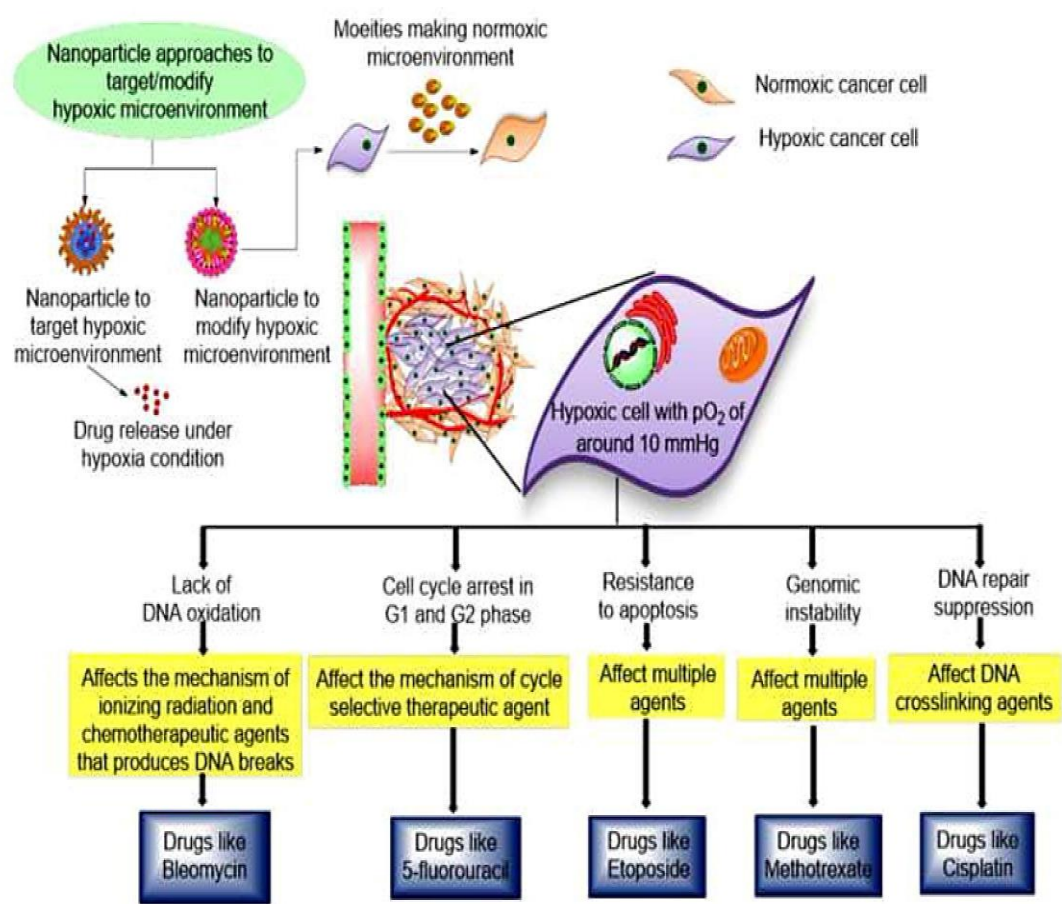 Nanoparticle approaches to
target/modify
hypoxic microenvironment
Moeities making normoxic
microenvironment
Normoxic cancer cell
Hypoxic cancer cell
Nanoparticle to
target hypoxic
microenvironment
Nanoparticle to
modify hypoxic
microenvironment
Drug release under
hypoxia condition
Hypoxic cell with pO₂ of
around 10 mmHg
Lack of
DNA oxidation
Cell cycle arrest in
G1 and G2 phase
Resistance
to apoptosis
Genomic
instability
DNA repair
suppression
Affects the mechanism of
ionizing radiation and
chemotherapeutic agents
that produces DNA breaks
Affect the mechanism of cycle
selective therapeutic agent
Affect multiple
agents
Affect multiple
agents
Affect DNA
crosslinking agents
Drugs like
Bleomycin
Drugs like
5-fluorouracil
Drugs like
Etoposide
Drugs like
Methotrexate
Drugs like
Cisplatin